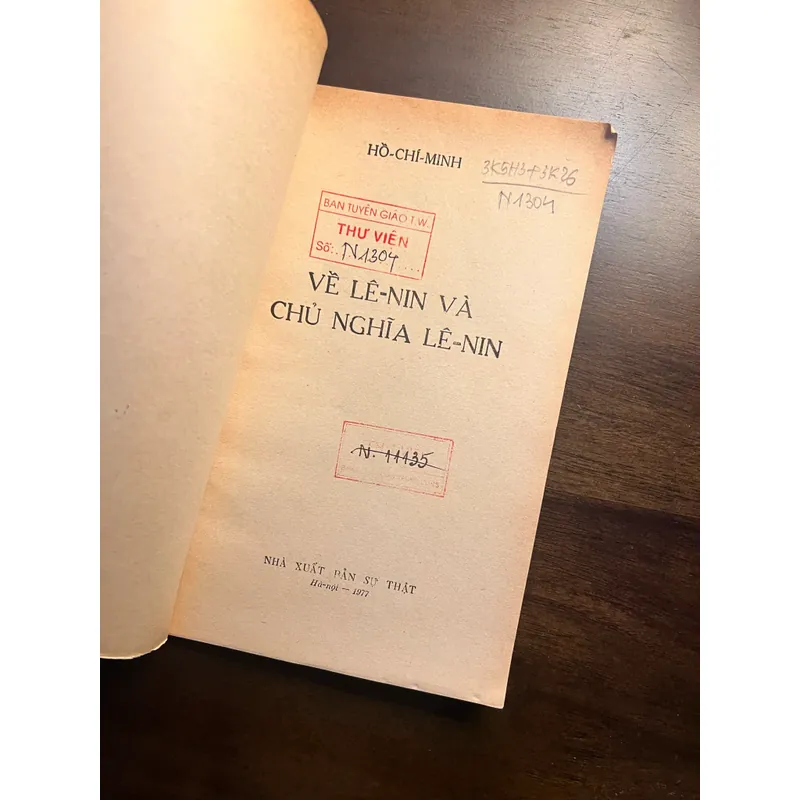 HỒ-CHÍ-MINH
3K5H3+3K26
N1304
BAN TUYÊN GIÁO T.W.
THƯ VIỆN
Số: N1304
VỀ LÊ-NIN VÀ
CHỦ NGHĨA LÊ-NIN
N. 11135
NHÀ XUẤT BẢN SỰ THẬT
Hà-nội — 1977